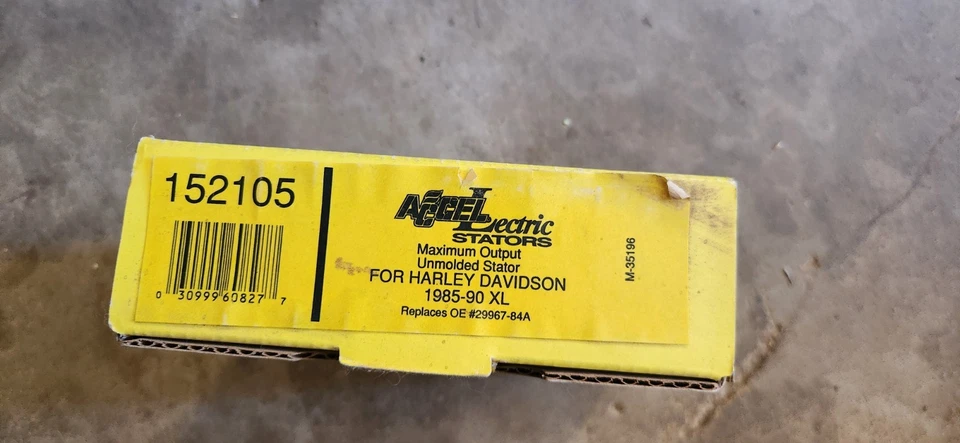 152105
0 30999 60827 7
ACCEL Lectric
STATORS
Maximum Output
Unmolded Stator
FOR HARLEY DAVIDSON
1985-90 XL
Replaces OE #29967-84A
M-35196